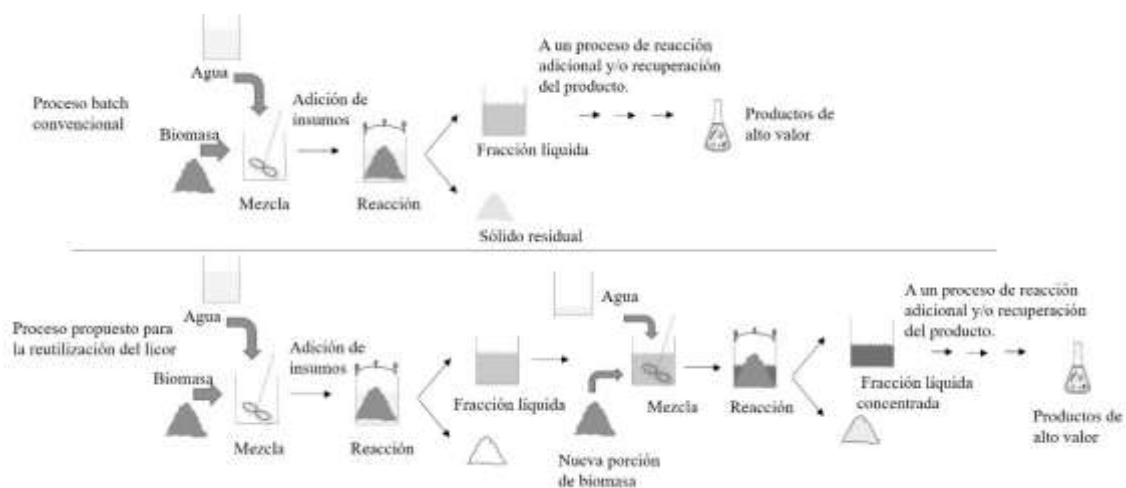 Agua
Proceso batch
convencional
Biomasa
Mezcla
Adición de
insumos
Reacción
Fracción líquida
Sólido residual
A un proceso de reacción
adicional y/o recuperación
del producto.
Productos de
alto valor
Proceso propuesto para
la reutilización del licor
Agua
Biomasa
Mezcla
Adición de
insumos
Reacción
Fracción líquida
Agua
Nueva porción
de biomasa
Mezcla
Reacción
Fracción líquida
concentrada
A un proceso de reacción
adicional y/o recuperación
del producto.
Productos de
alto valor